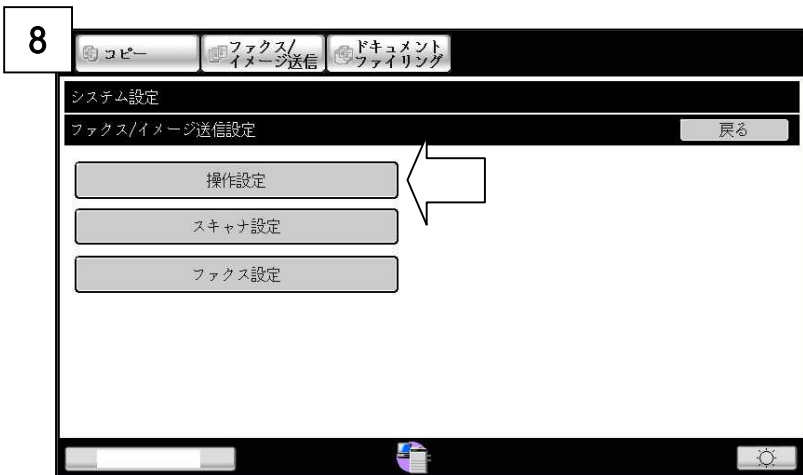 8
コピー
ファクス/
イメージ送信
ドキュメント
ファイリング
システム設定
ファクス/イメージ送信設定
戻る
操作設定
スキャナ設定
ファクス設定